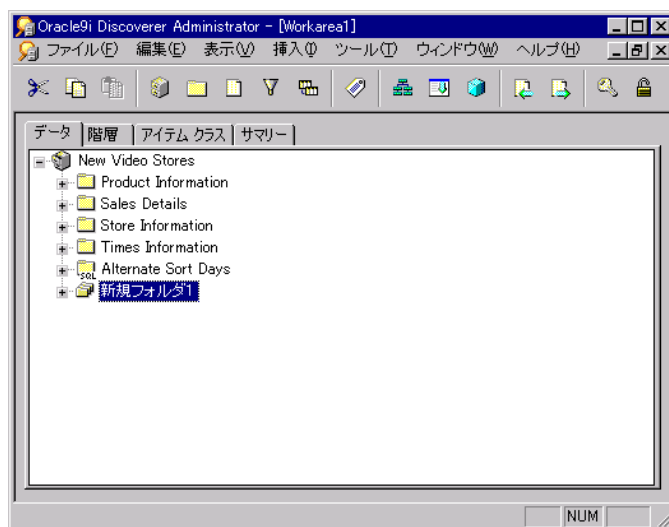 Oracle9i Discoverer Administrator - [Workarea1]
ファイル(F) 編集(E) 表示(V) 挿入(I) ツール(T) ウィンドウ(W) ヘルプ(H)
データ 階層 アイテム クラス サマリー
New Video Stores
Product Information
Sales Details
Store Information
Times Information
SQL Alternate Sort Days
新規フォルダ1
NUM